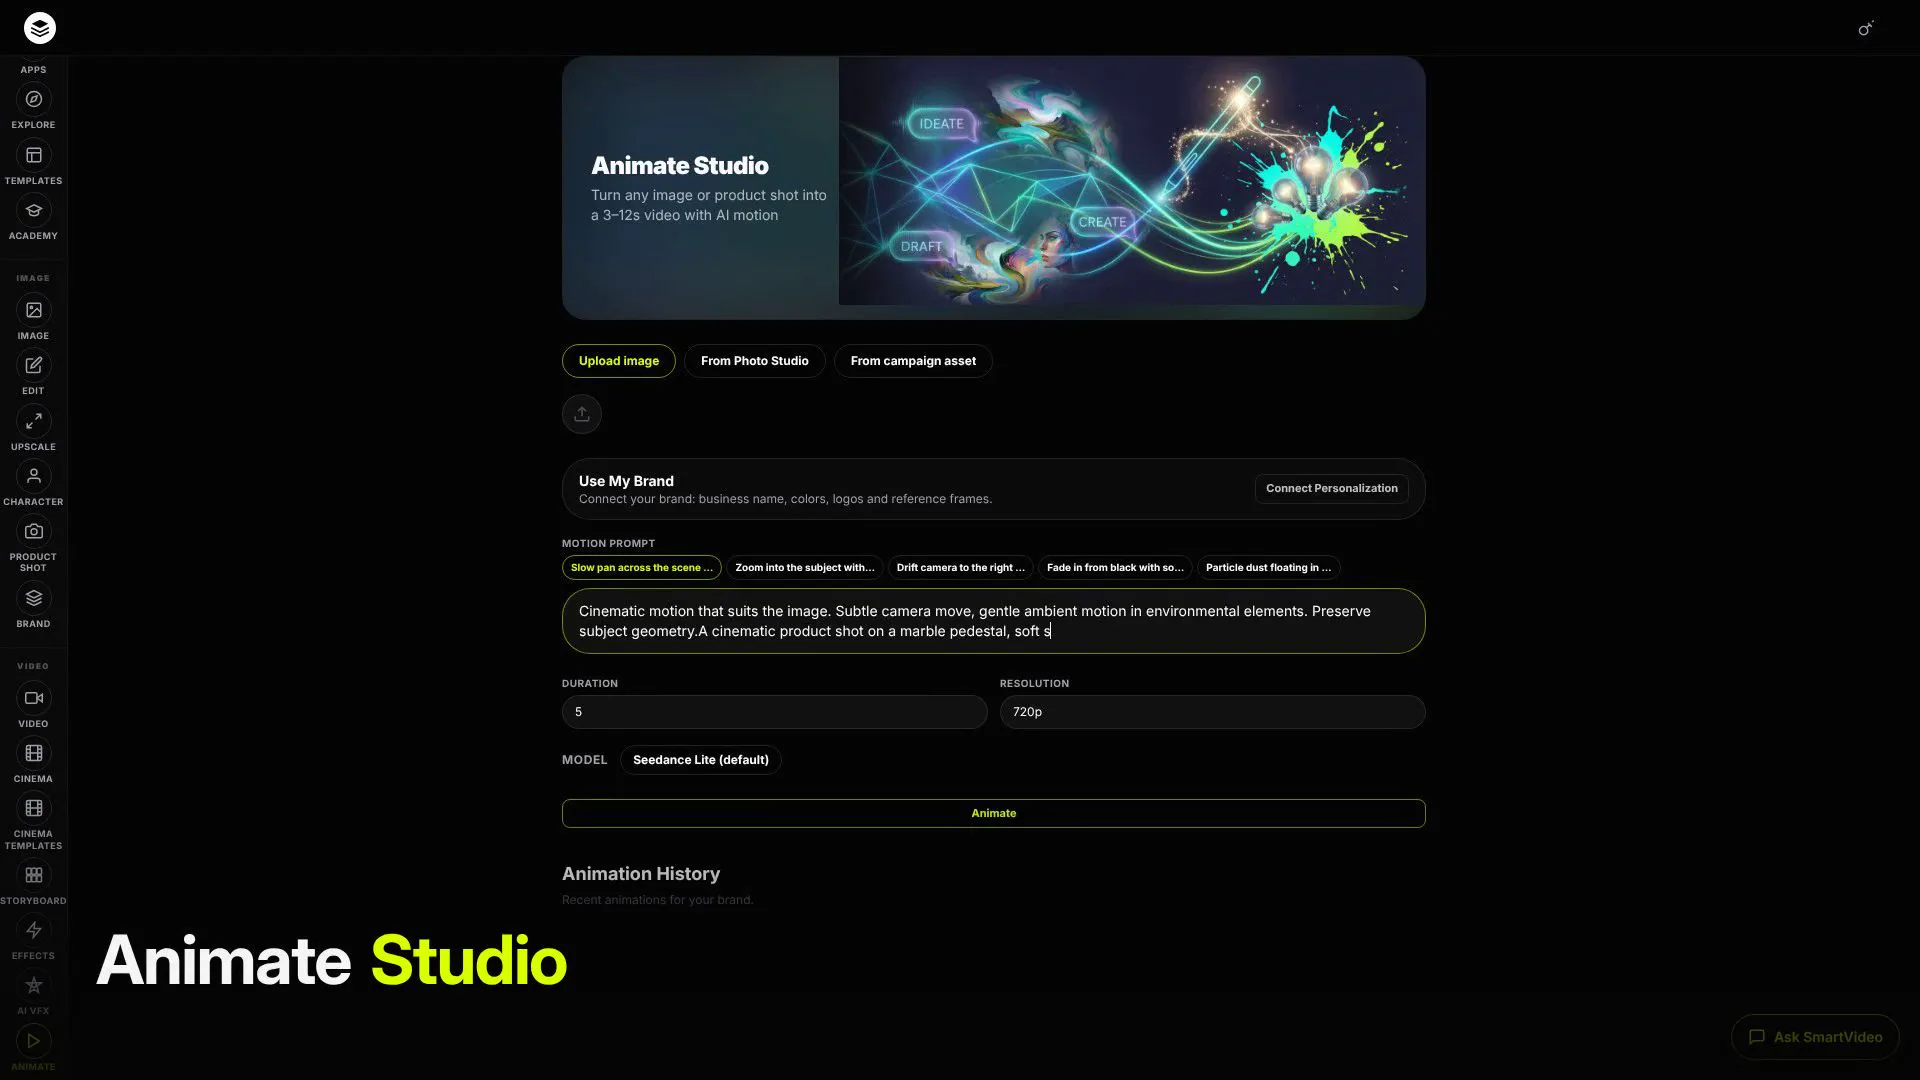 APPS
EXPLORE
TEMPLATES
ACADEMY
IMAGE
IMAGE
EDIT
UPSCALE
CHARACTER
PRODUCT
SHOT
BRAND
VIDEO
VIDEO
CINEMA
CINEMA
TEMPLATES
STORYBOARD
EFFECTS
AI VFX
ANIMATE
Animate Studio
Turn any image or product shot into
a 3–12s video with AI motion
IDEATE
CREATE
DRAFT
Upload image
From Photo Studio
From campaign asset
Use My Brand
Connect your brand: business name, colors, logos and reference frames.
Connect Personalization
MOTION PROMPT
Slow pan across the scene ...
Zoom into the subject with...
Drift camera to the right ...
Fade in from black with so...
Particle dust floating in ...
Cinematic motion that suits the image. Subtle camera move, gentle ambient motion in environmental elements. Preserve
subject geometry.A cinematic product shot on a marble pedestal, soft s
DURATION
RESOLUTION
5
720p
MODEL
Seedance Lite (default)
Animate
Animation History
Recent animations for your brand.
Animate Studio
Ask SmartVideo